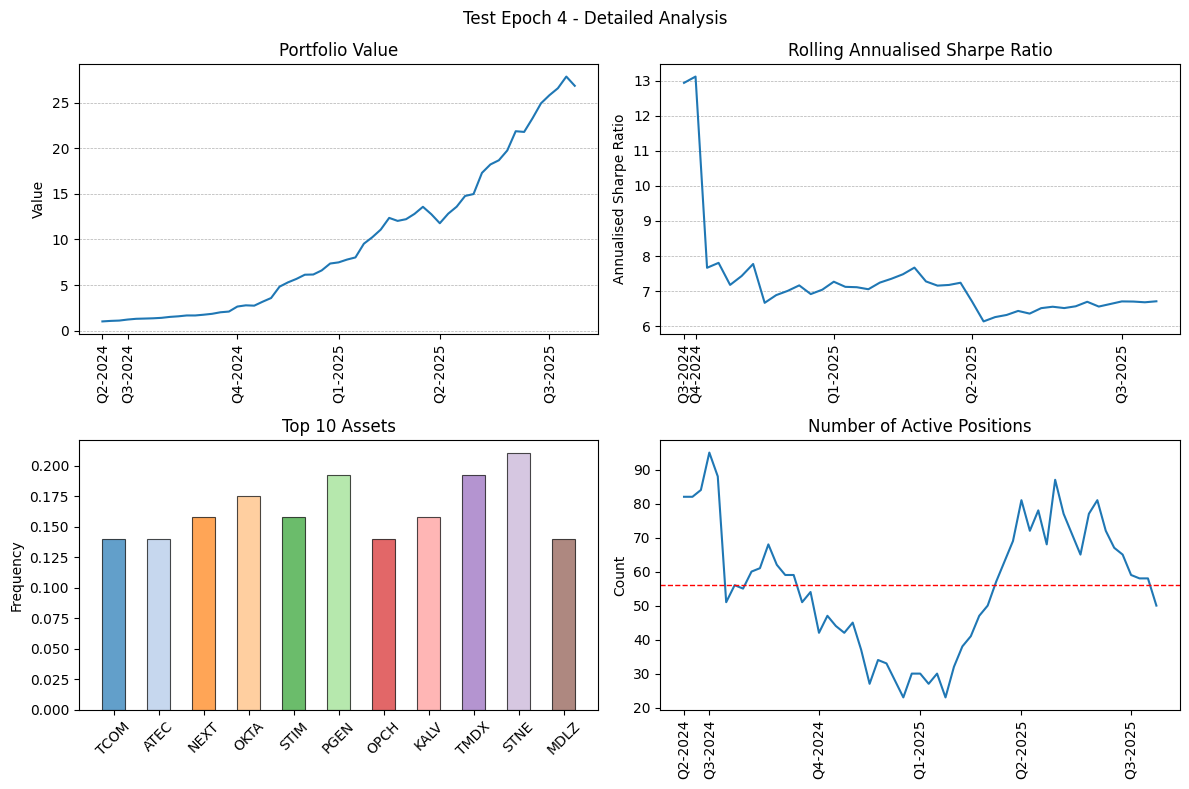 Test Epoch 4 - Detailed Analysis
Portfolio Value
Value
25
20
15
10
5
0
Q2-2024
Q3-2024
Q4-2024
Q1-2025
Q2-2025
Q3-2025
Rolling Annualised Sharpe Ratio
Annualised Sharpe Ratio
13
12
11
10
9
8
7
6
Q3-2024
Q4-2024
Q1-2025
Q2-2025
Q3-2025
Top 10 Assets
Frequency
0.200
0.175
0.150
0.125
0.100
0.075
0.050
0.025
0.000
TCOM
ATEC
NEXT
OKTA
STIM
PGEN
OPCH
KALV
TMDX
STNE
MDLZ
Number of Active Positions
Count
90
80
70
60
50
40
30
20
Q2-2024
Q3-2024
Q4-2024
Q1-2025
Q2-2025
Q3-2025